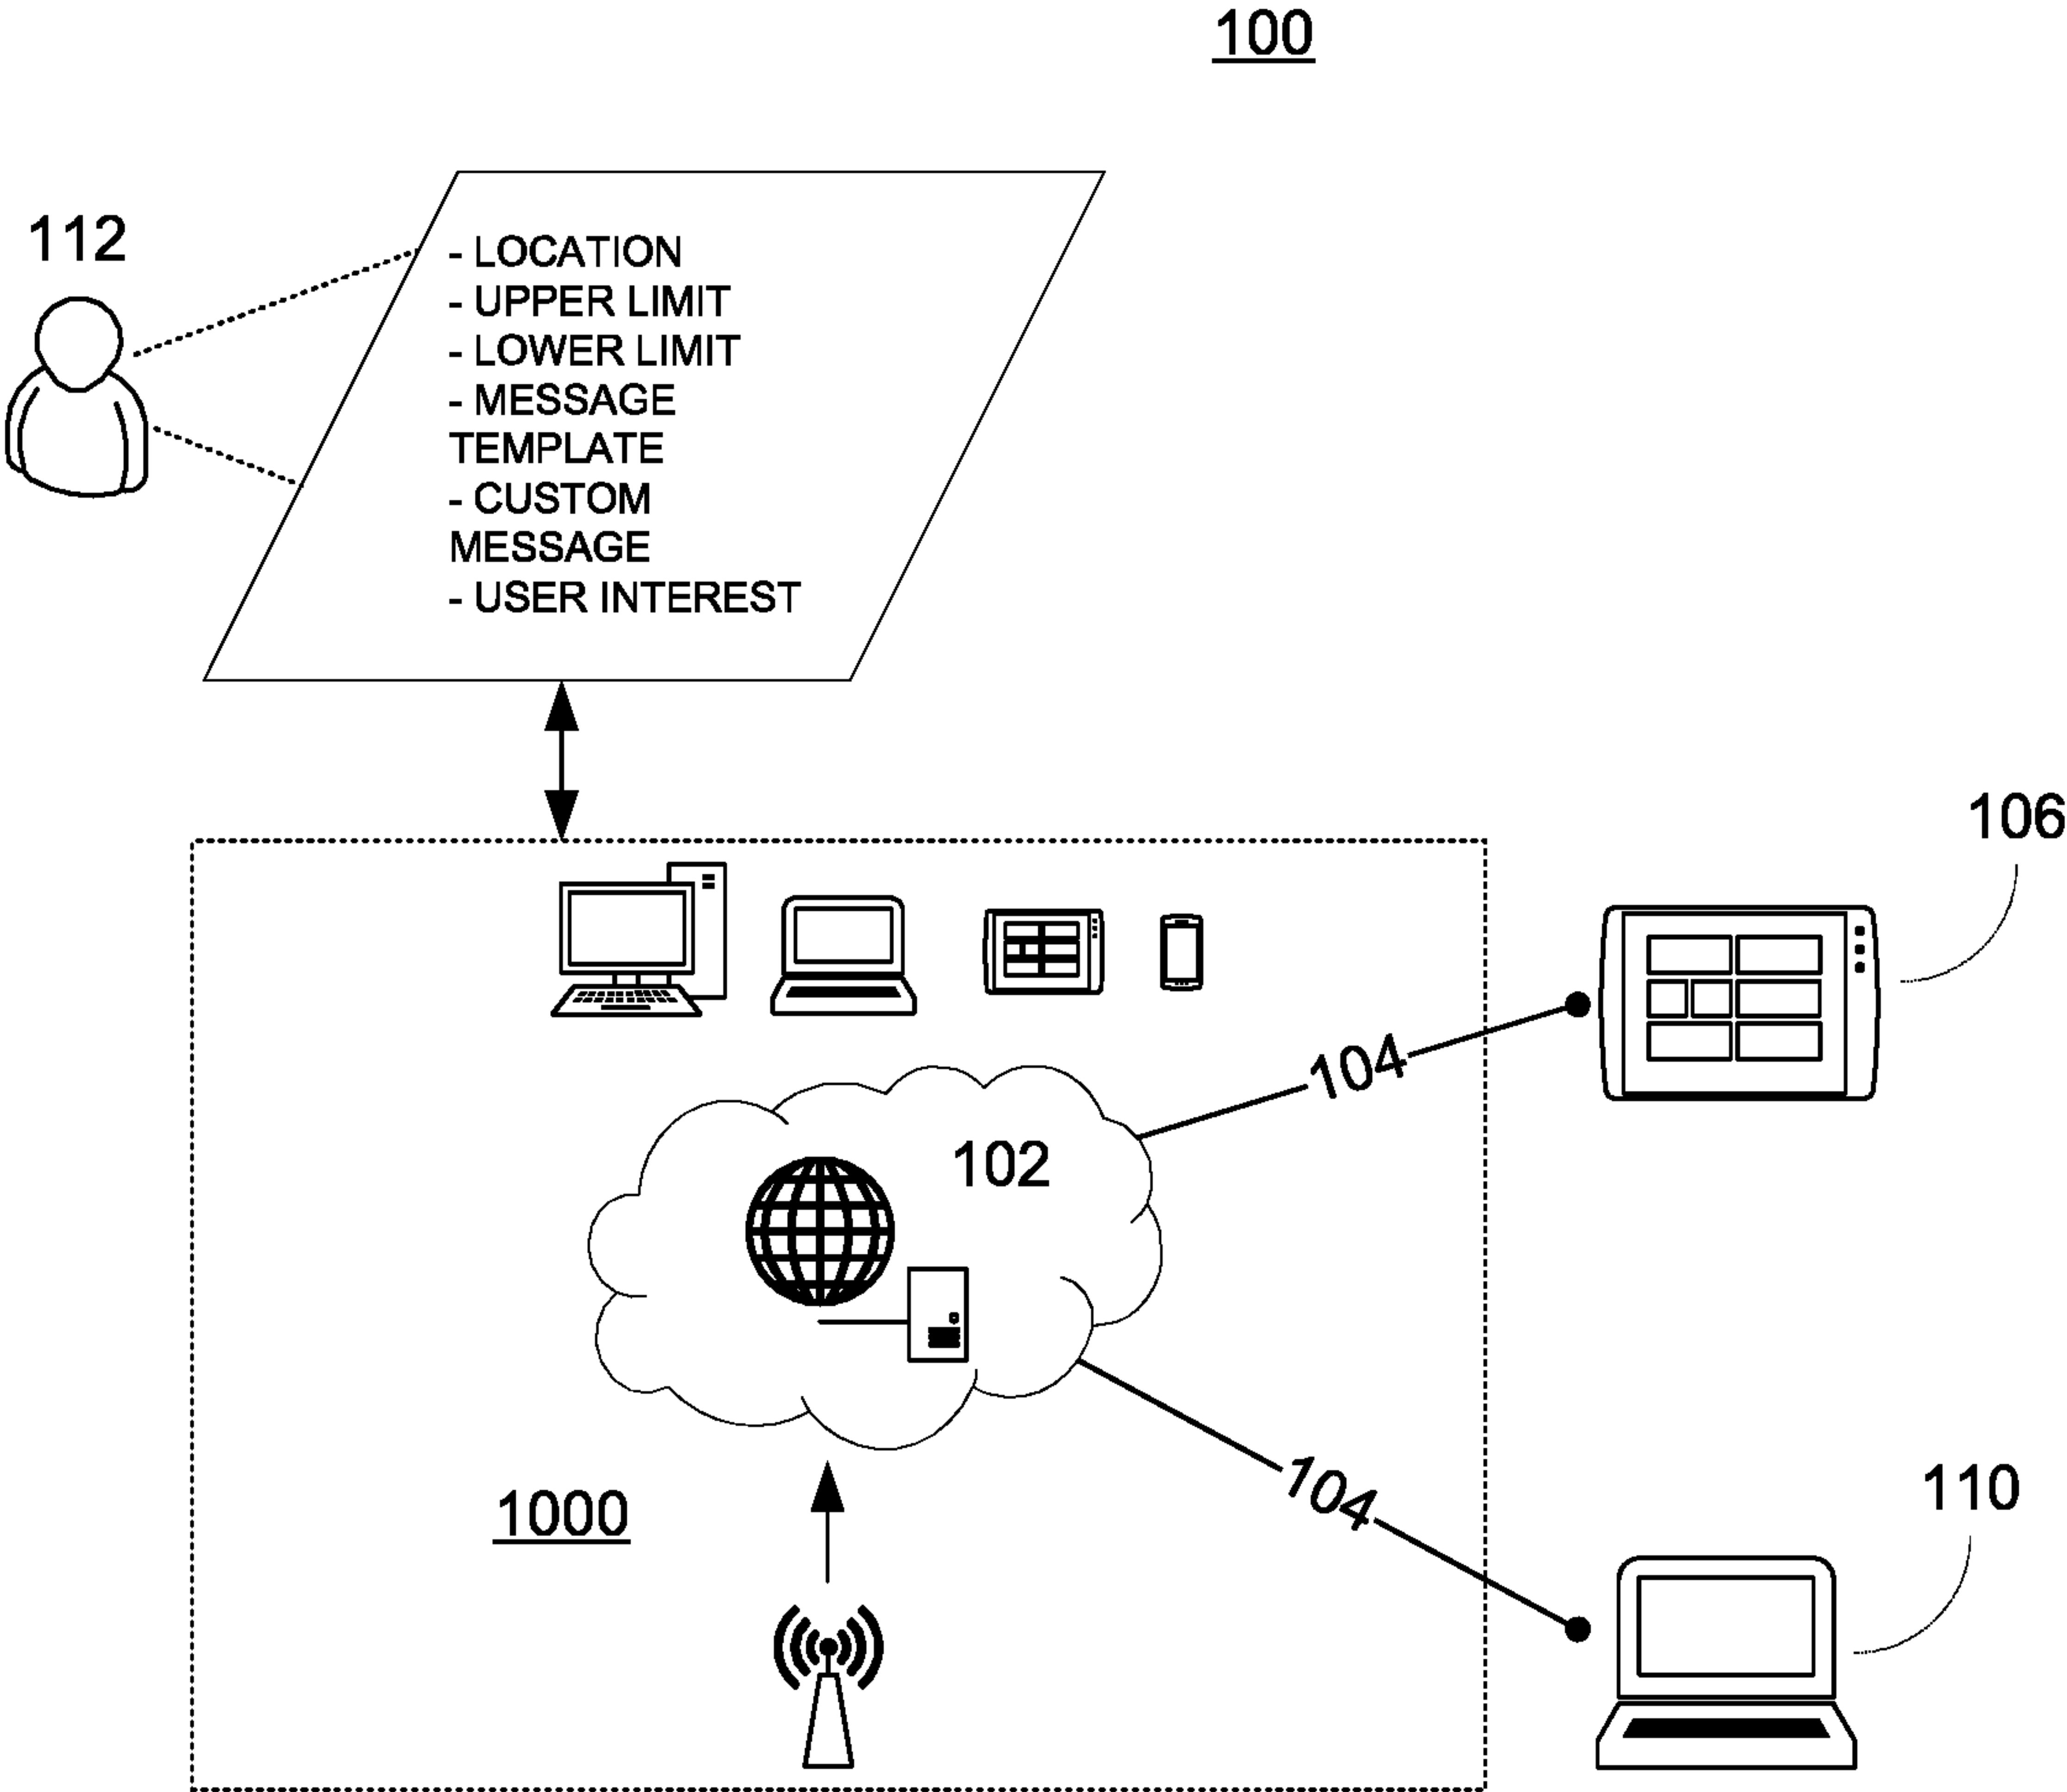 100
112
- LOCATION
- UPPER LIMIT
- LOWER LIMIT
- MESSAGE
TEMPLATE
- CUSTOM
MESSAGE
- USER INTEREST
106
104
102
104
110
1000